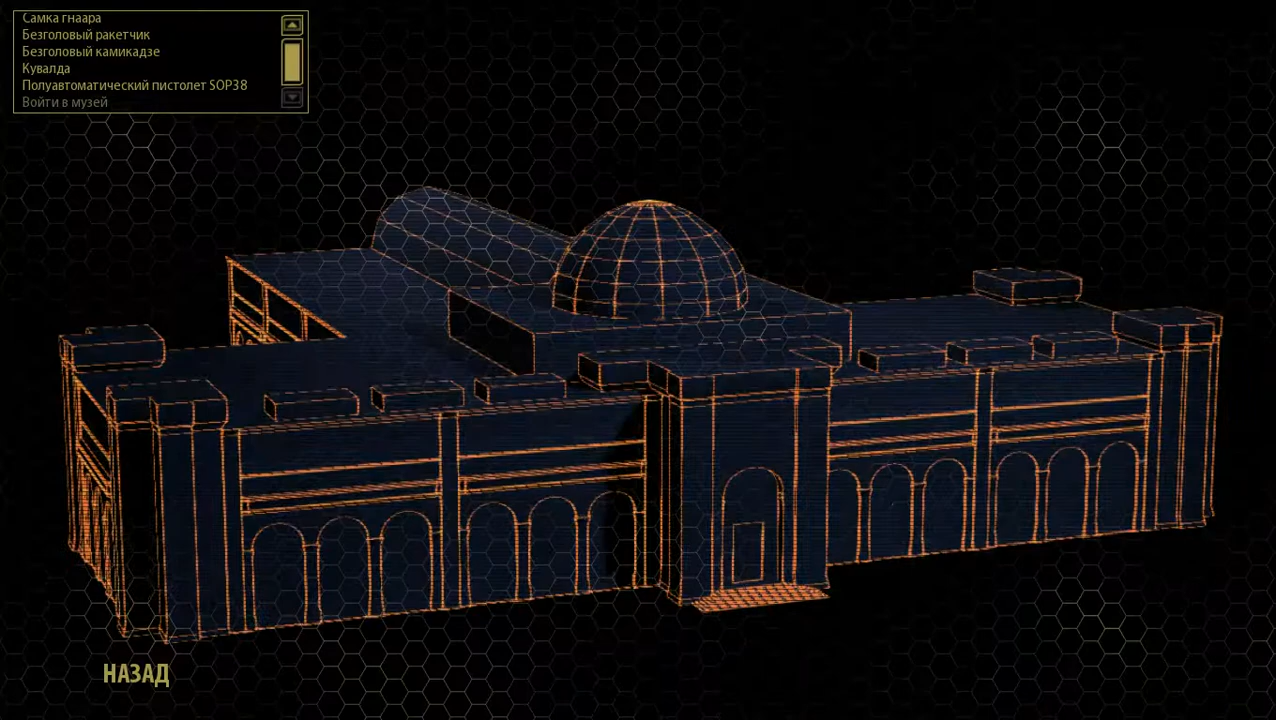 Самка гнаара
Безголовый ракетчик
Безголовый камикадзе
Кувалда
Полуавтоматический пистолет SOP38
Войти в музей
НАЗАД